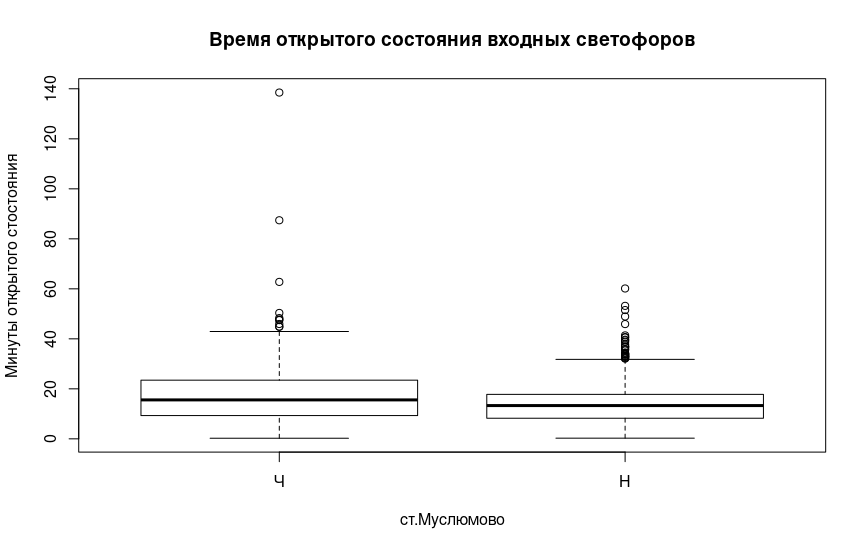 Время открытого состояния входных светофоров
Минуты открытого стостояния
140
120
100
80
60
40
20
0
Ч
Н
ст.Муслюмово